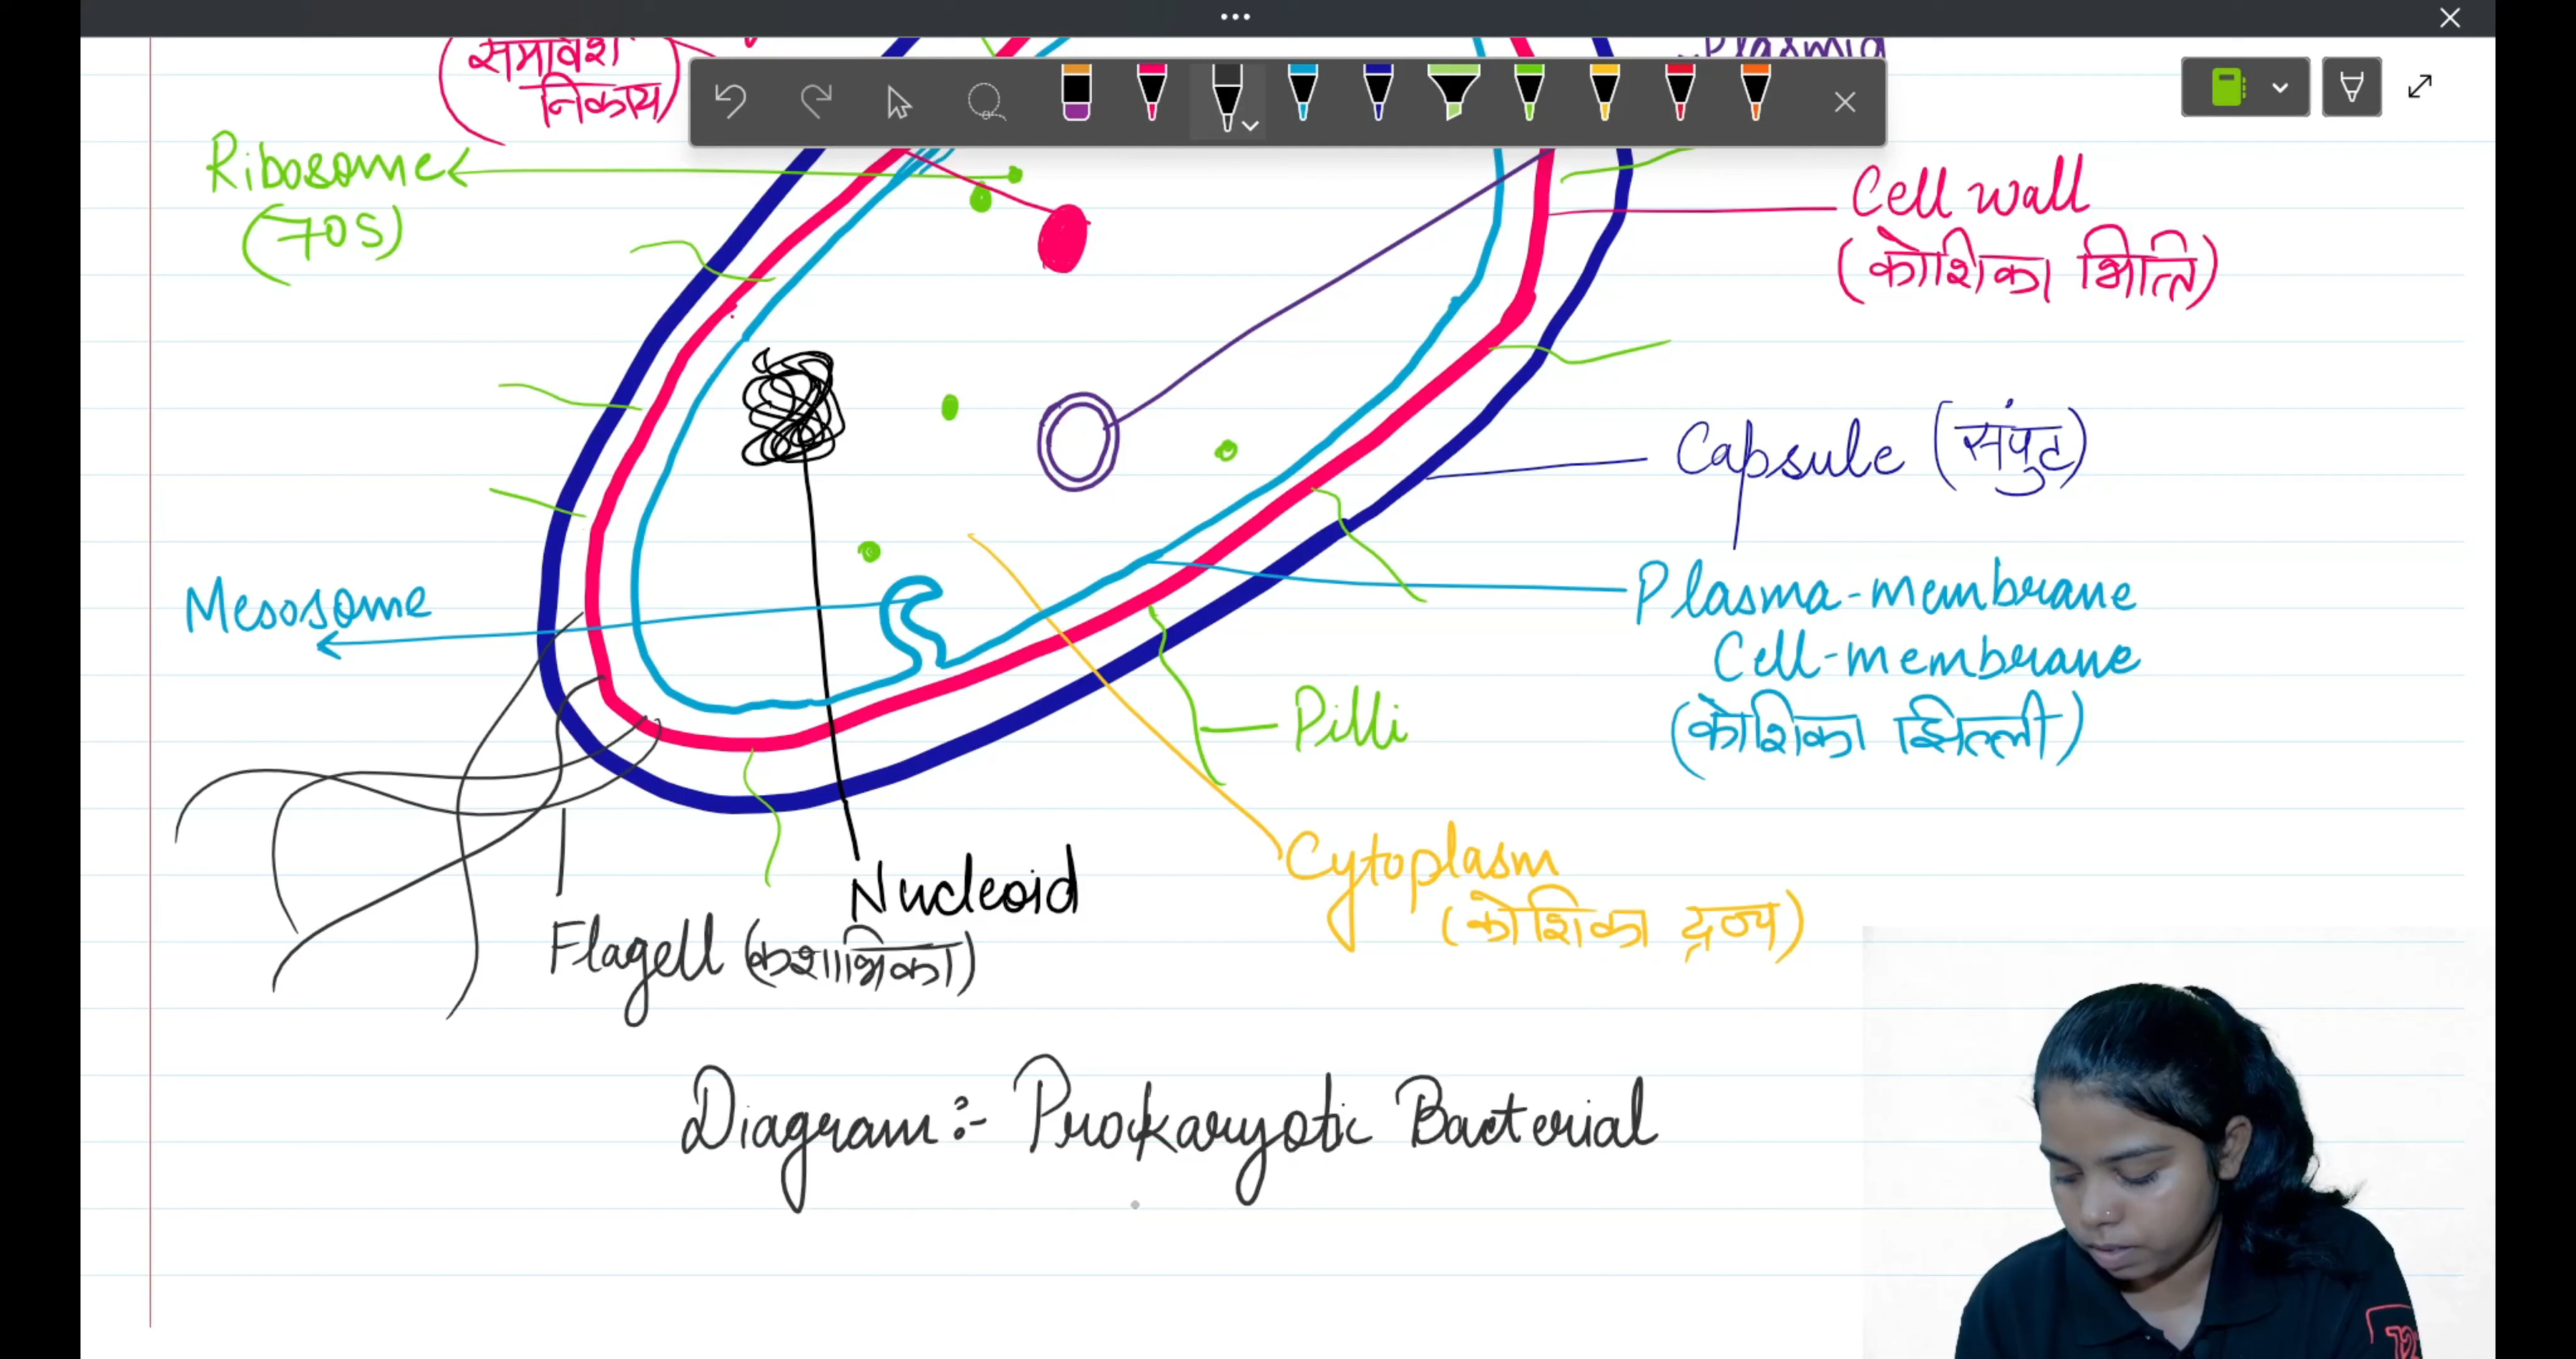 (समावेश
निकाय)
Plasmid
Ribosome
(70S)
Cell wall
(कोशिका भित्ति)
Capsule (संपुट)
Mesosome
Plasma-membrane
Cell-membrane
(कोशिका झिल्ली)
Pilli
Cytoplasm
(कोशिका द्रव्य)
Nucleoid
Flagell (कशाभिका)
Diagram:- Prokaryotic Bacterial